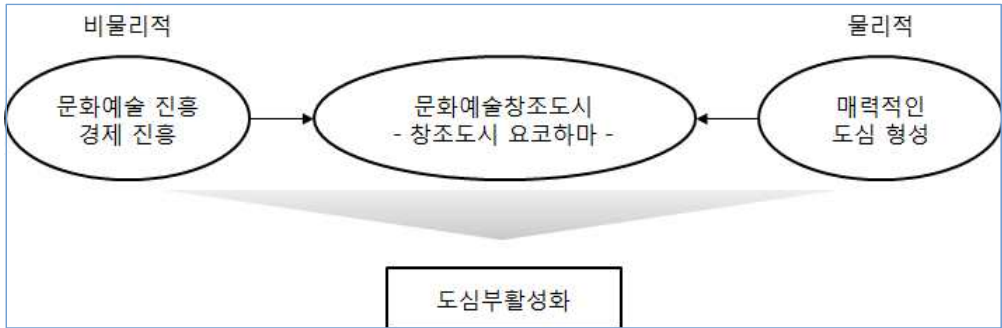 비물리적
물리적
문화예술 진흥
경제 진흥
문화예술창조도시
- 창조도시 요코하마 -
매력적인
도심 형성
도심부활성화